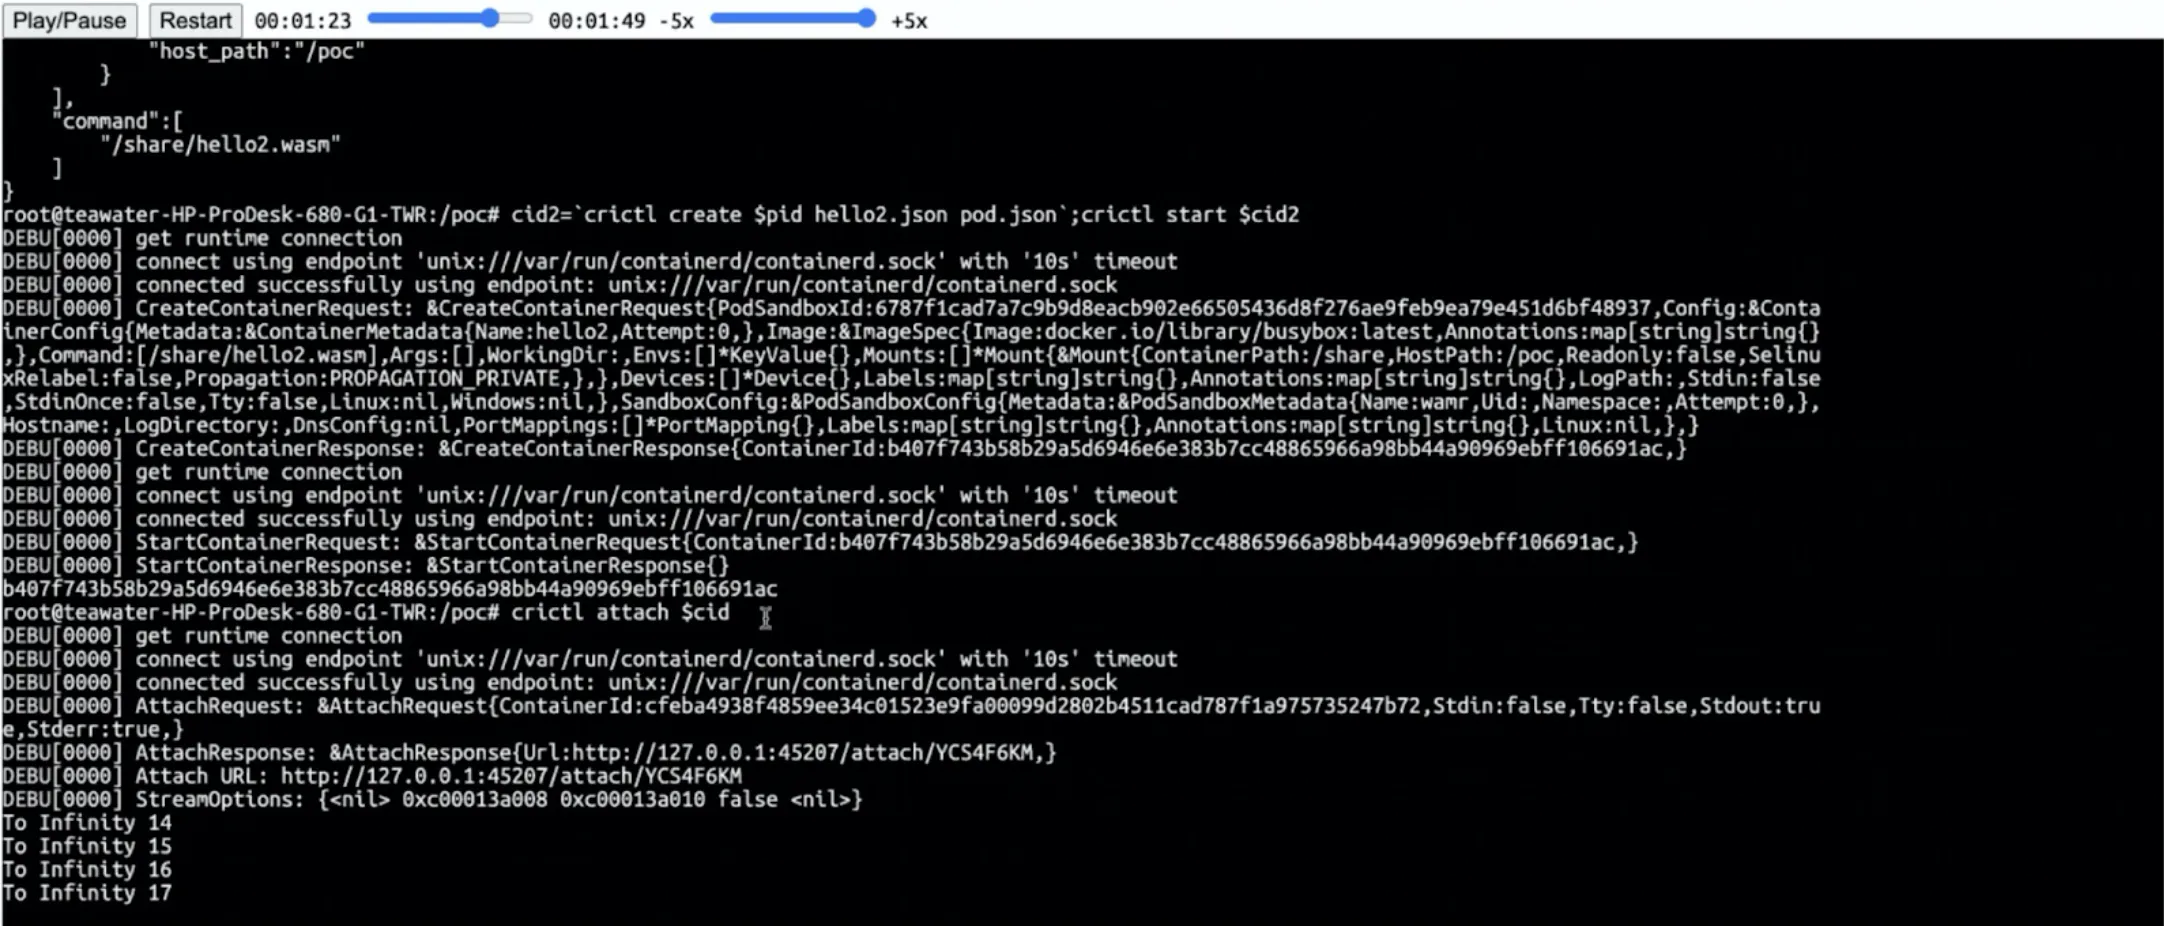 Play/Pause Restart 00:01:23 00:01:49 -5x +5x
"host_path":"/poc"
}
],
"command":[
"/share/hello2.wasm"
]
}
root@teawater-HP-ProDesk-680-G1-TWR:/poc# cid2=`crictl create $pid hello2.json pod.json`;crictl start $cid2
DEBU[0000] get runtime connection
DEBU[0000] connect using endpoint 'unix:///var/run/containerd/containerd.sock' with '10s' timeout
DEBU[0000] connected successfully using endpoint: unix:///var/run/containerd/containerd.sock
DEBU[0000] CreateContainerRequest: &CreateContainerRequest{PodSandboxId:6787f1cad7a7c9b9d8eacb902e66505436d8f276ae9feb9ea79e451d6bf48937,Config:&Conta
inerConfig{Metadata:&ContainerMetadata{Name:hello2,Attempt:0,},Image:&ImageSpec{Image:docker.io/library/busybox:latest,Annotations:map[string]string{}
,},Command:[/share/hello2.wasm],Args:[],WorkingDir:,Envs:[]*KeyValue{},Mounts:[]*Mount{&Mount{ContainerPath:/share,HostPath:/poc,Readonly:false,Selinu
xRelabel:false,Propagation:PROPAGATION_PRIVATE,},},Devices:[]*Device{},Labels:map[string]string{},Annotations:map[string]string{},LogPath:,Stdin:false
,StdinOnce:false,Tty:false,Linux:nil,Windows:nil,},SandboxConfig:&PodSandboxConfig{Metadata:&PodSandboxMetadata{Name:wamr,Uid:,Namespace:,Attempt:0,},
Hostname:,LogDirectory:,DnsConfig:nil,PortMappings:[]*PortMapping{},Labels:map[string]string{},Annotations:map[string]string{},Linux:nil,},}
DEBU[0000] CreateContainerResponse: &CreateContainerResponse{ContainerId:b407f743b58b29a5d6946e6e383b7cc48865966a98bb44a90969ebff106691ac,}
DEBU[0000] get runtime connection
DEBU[0000] connect using endpoint 'unix:///var/run/containerd/containerd.sock' with '10s' timeout
DEBU[0000] connected successfully using endpoint: unix:///var/run/containerd/containerd.sock
DEBU[0000] StartContainerRequest: &StartContainerRequest{ContainerId:b407f743b58b29a5d6946e6e383b7cc48865966a98bb44a90969ebff106691ac,}
DEBU[0000] StartContainerResponse: &StartContainerResponse{}
b407f743b58b29a5d6946e6e383b7cc48865966a98bb44a90969ebff106691ac
root@teawater-HP-ProDesk-680-G1-TWR:/poc# crictl attach $cid
DEBU[0000] get runtime connection
DEBU[0000] connect using endpoint 'unix:///var/run/containerd/containerd.sock' with '10s' timeout
DEBU[0000] connected successfully using endpoint: unix:///var/run/containerd/containerd.sock
DEBU[0000] AttachRequest: &AttachRequest{ContainerId:cfeba4938f4859ee34c01523e9fa00099d2802b4511cad787f1a975735247b72,Stdin:false,Tty:false,Stdout:tru
e,Stderr:true,}
DEBU[0000] AttachResponse: &AttachResponse{Url:http://127.0.0.1:45207/attach/YCS4F6KM,}
DEBU[0000] Attach URL: http://127.0.0.1:45207/attach/YCS4F6KM
DEBU[0000] StreamOptions: {<nil> 0xc00013a008 0xc00013a010 false <nil>}
To Infinity 14
To Infinity 15
To Infinity 16
To Infinity 17